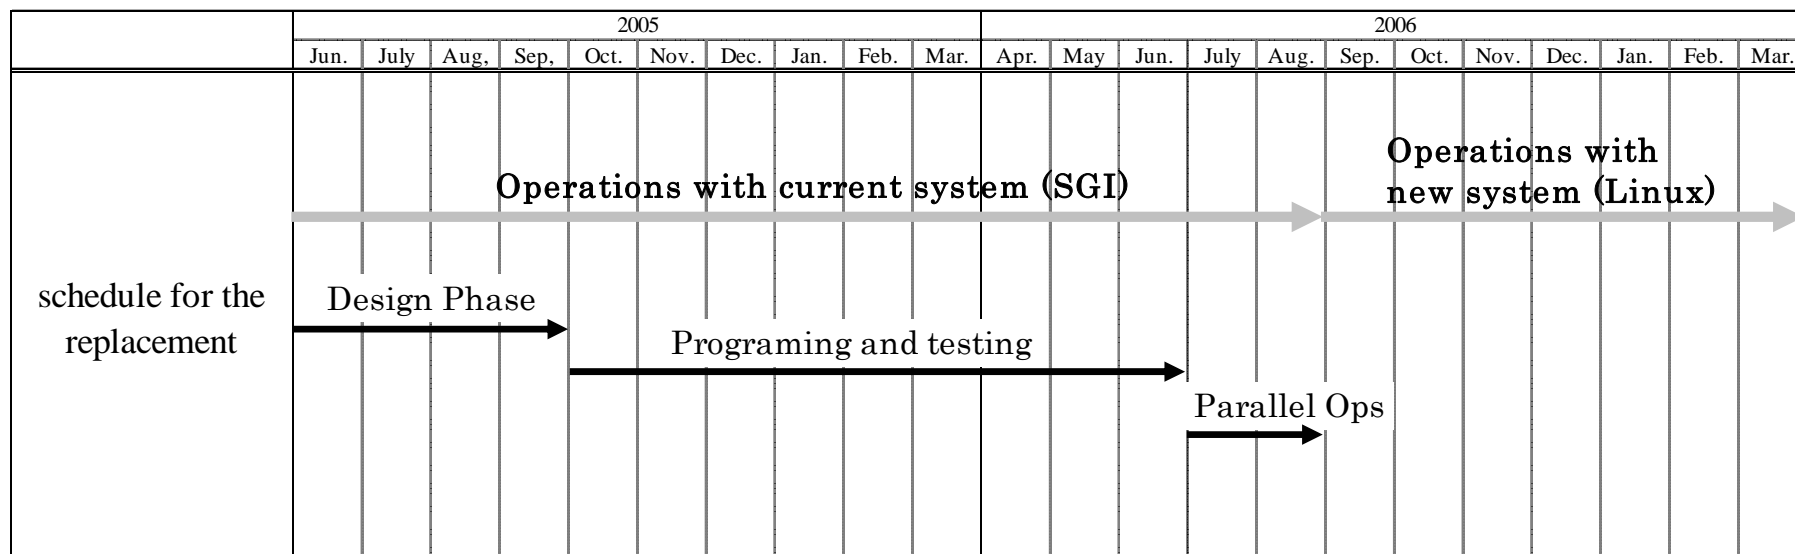 2005 2006
Jun. July Aug, Sep, Oct. Nov. Dec. Jan. Feb. Mar. Apr. May Jun. July Aug. Sep. Oct. Nov. Dec. Jan. Feb. Mar.
Operations with
new system (Linux)
Operations with current system (SGI)
schedule for the
replacement
Design Phase
Programing and testing
Parallel Ops